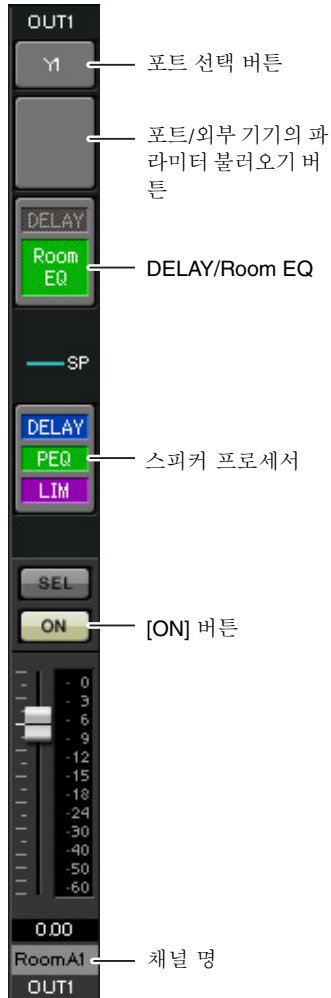 OUT1
Y1
포트 선택 버튼
포트/외부 기기의 파
라미터 불러오기 버
튼
DELAY
Room
EQ
DELAY/Room EQ
SP
DELAY
PEQ
LIM
스피커 프로세서
SEL
ON
[ON] 버튼
0
3
6
9
-12
-15
-18
-24
-30
-40
-50
-60
0.00
RoomA1
채널 명
OUT1